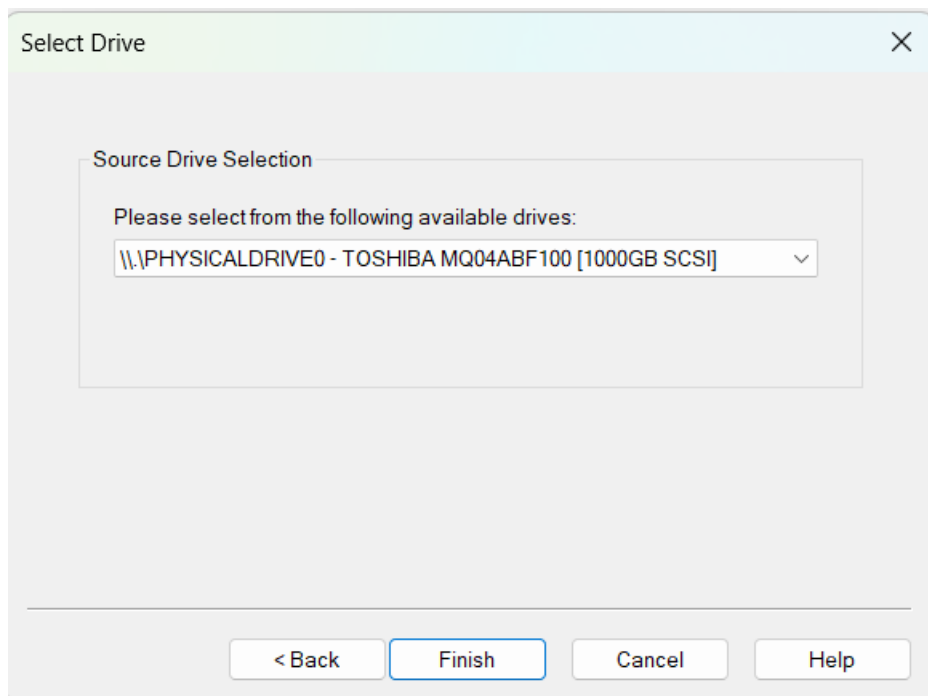 Select Drive
Source Drive Selection
Please select from the following available drives:
\\.\PHYSICALDRIVE0 - TOSHIBA MQ04ABF100 [1000GB SCSI]
< Back
Finish
Cancel
Help